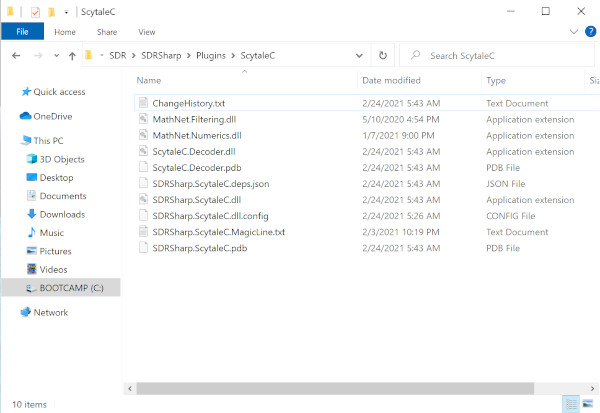 ScytaleC
File Home Share View
SDR SDRSharp Plugins ScytaleC Search ScytaleC
Name Date modified Type Siz
Quick access
OneDrive
This PC
3D Objects
Desktop
Documents
Downloads
Music
Pictures
Videos
BOOTCAMP (C:)
Network
ChangeHistory.txt 2/24/2021 5:43 AM Text Document
MathNet.Filtering.dll 5/10/2020 4:54 PM Application extension
MathNet.Numerics.dll 1/7/2021 9:00 PM Application extension
ScytaleC.Decoder.dll 2/24/2021 5:43 AM Application extension
ScytaleC.Decoder.pdb 2/24/2021 5:43 AM PDB File
SDRSharp.ScytaleC.deps.json 2/24/2021 5:43 AM JSON File
SDRSharp.ScytaleC.dll 2/24/2021 5:43 AM Application extension
SDRSharp.ScytaleC.dll.config 2/24/2021 5:26 AM CONFIG File
SDRSharp.ScytaleC.MagicLine.txt 2/3/2021 10:19 PM Text Document
SDRSharp.ScytaleC.pdb 2/24/2021 5:43 AM PDB File
10 items